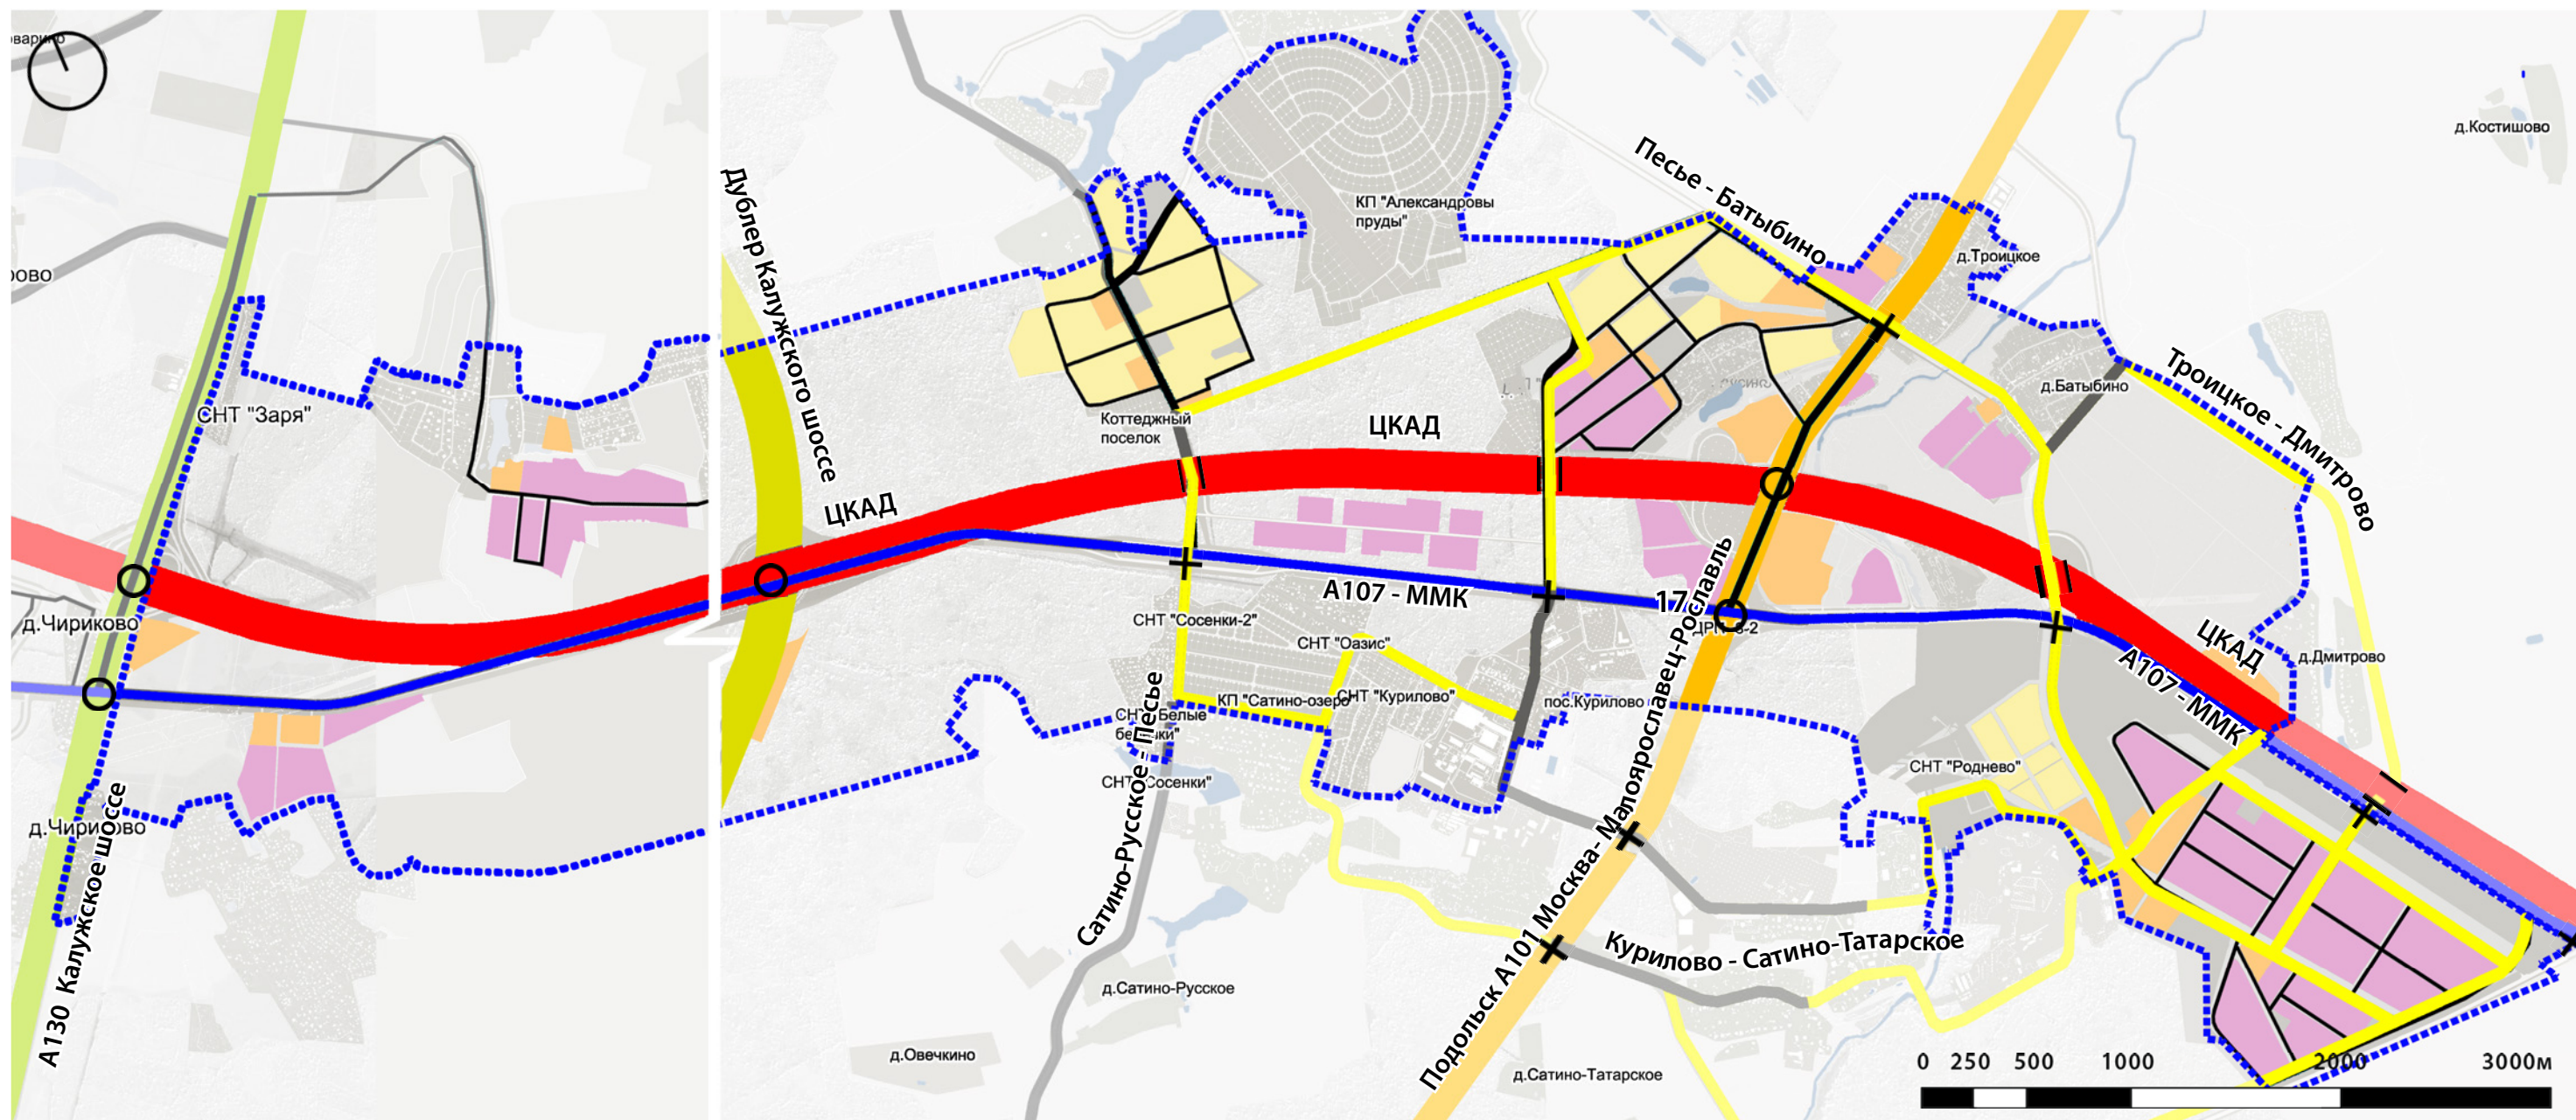 д.Костишово
Песье - Батыбино
КП "Александровы
пруды"
д.Троицкое
Дублер Калужского шоссе
Троицкое - Дмитрово
д.Батыбино
СНТ "Заря"
Коттеджный
поселок
ЦКАД
ЦКАД
А107 - ММК
17
СНТ "Сосенки-2"
СНТ "Оазис"
д.Чириково
ЦКАД
д.Дмитрово
А107 - ММК
КП "Сатино-озеро"
СНТ "Курилово"
пос.Курилово
СНТ "Белые
СНТ "Сосенки"
СНТ "Роднево"
д.Чириково
А130 Калужское шоссе
Сатино-Русское - Песье
Подольск А101 Москва- Малоярославец-Рославль
Курилово - Сатино-Татарское
д.Сатино-Русское
д.Овечкино
д.Сатино-Татарское
0 250 500 1000 2000 3000м